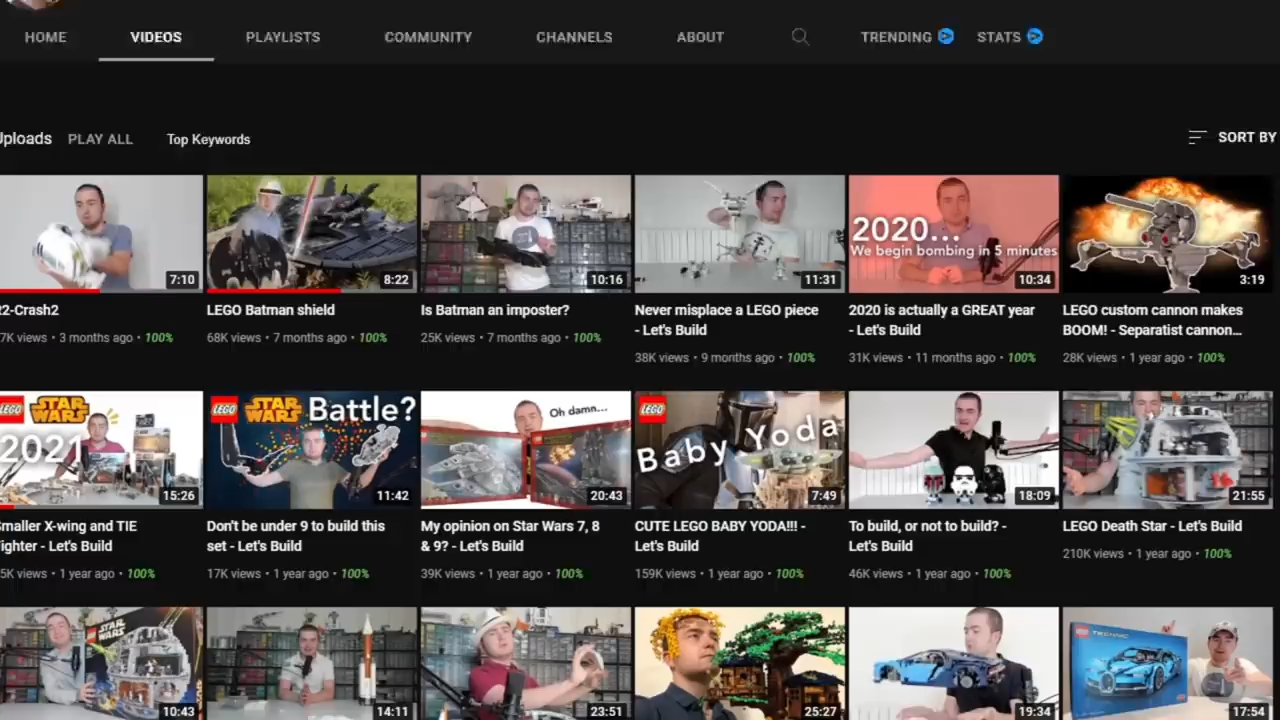 HOME VIDEOS PLAYLISTS COMMUNITY CHANNELS ABOUT TRENDING STATS
Uploads PLAY ALL Top Keywords SORT BY
2020...
We begin bombing in 5 minutes
7:10 8:22 10:16 11:31 10:34 3:19
R2-Crash2 LEGO Batman shield Is Batman an imposter? Never misplace a LEGO piece 2020 is actually a GREAT year LEGO custom cannon makes
- Let's Build - Let's Build BOOM! - Separatist cannon...
7K views • 3 months ago • 100% 68K views • 7 months ago • 100% 25K views • 7 months ago • 100%
38K views • 9 months ago • 100% 31K views • 11 months ago • 100% 28K views • 1 year ago • 100%
LEGO STAR WARS LEGO STAR WARS Battle? Oh damn... LEGO
2021 Baby Yoda
15:26 11:42 20:43 7:49 18:09 21:55
Smaller X-wing and TIE Don't be under 9 to build this My opinion on Star Wars 7, 8 CUTE LEGO BABY YODA!!! - To build, or not to build? - LEGO Death Star - Let's Build
Fighter - Let's Build set - Let's Build & 9? - Let's Build Let's Build Let's Build
210K views • 1 year ago • 100%
5K views • 1 year ago • 100% 17K views • 1 year ago • 100% 39K views • 1 year ago • 100% 159K views • 1 year ago • 100% 46K views • 1 year ago • 100%
STAR WARS LEGO TECHNIC
10:43 14:11 23:51 25:27 19:34 17:54